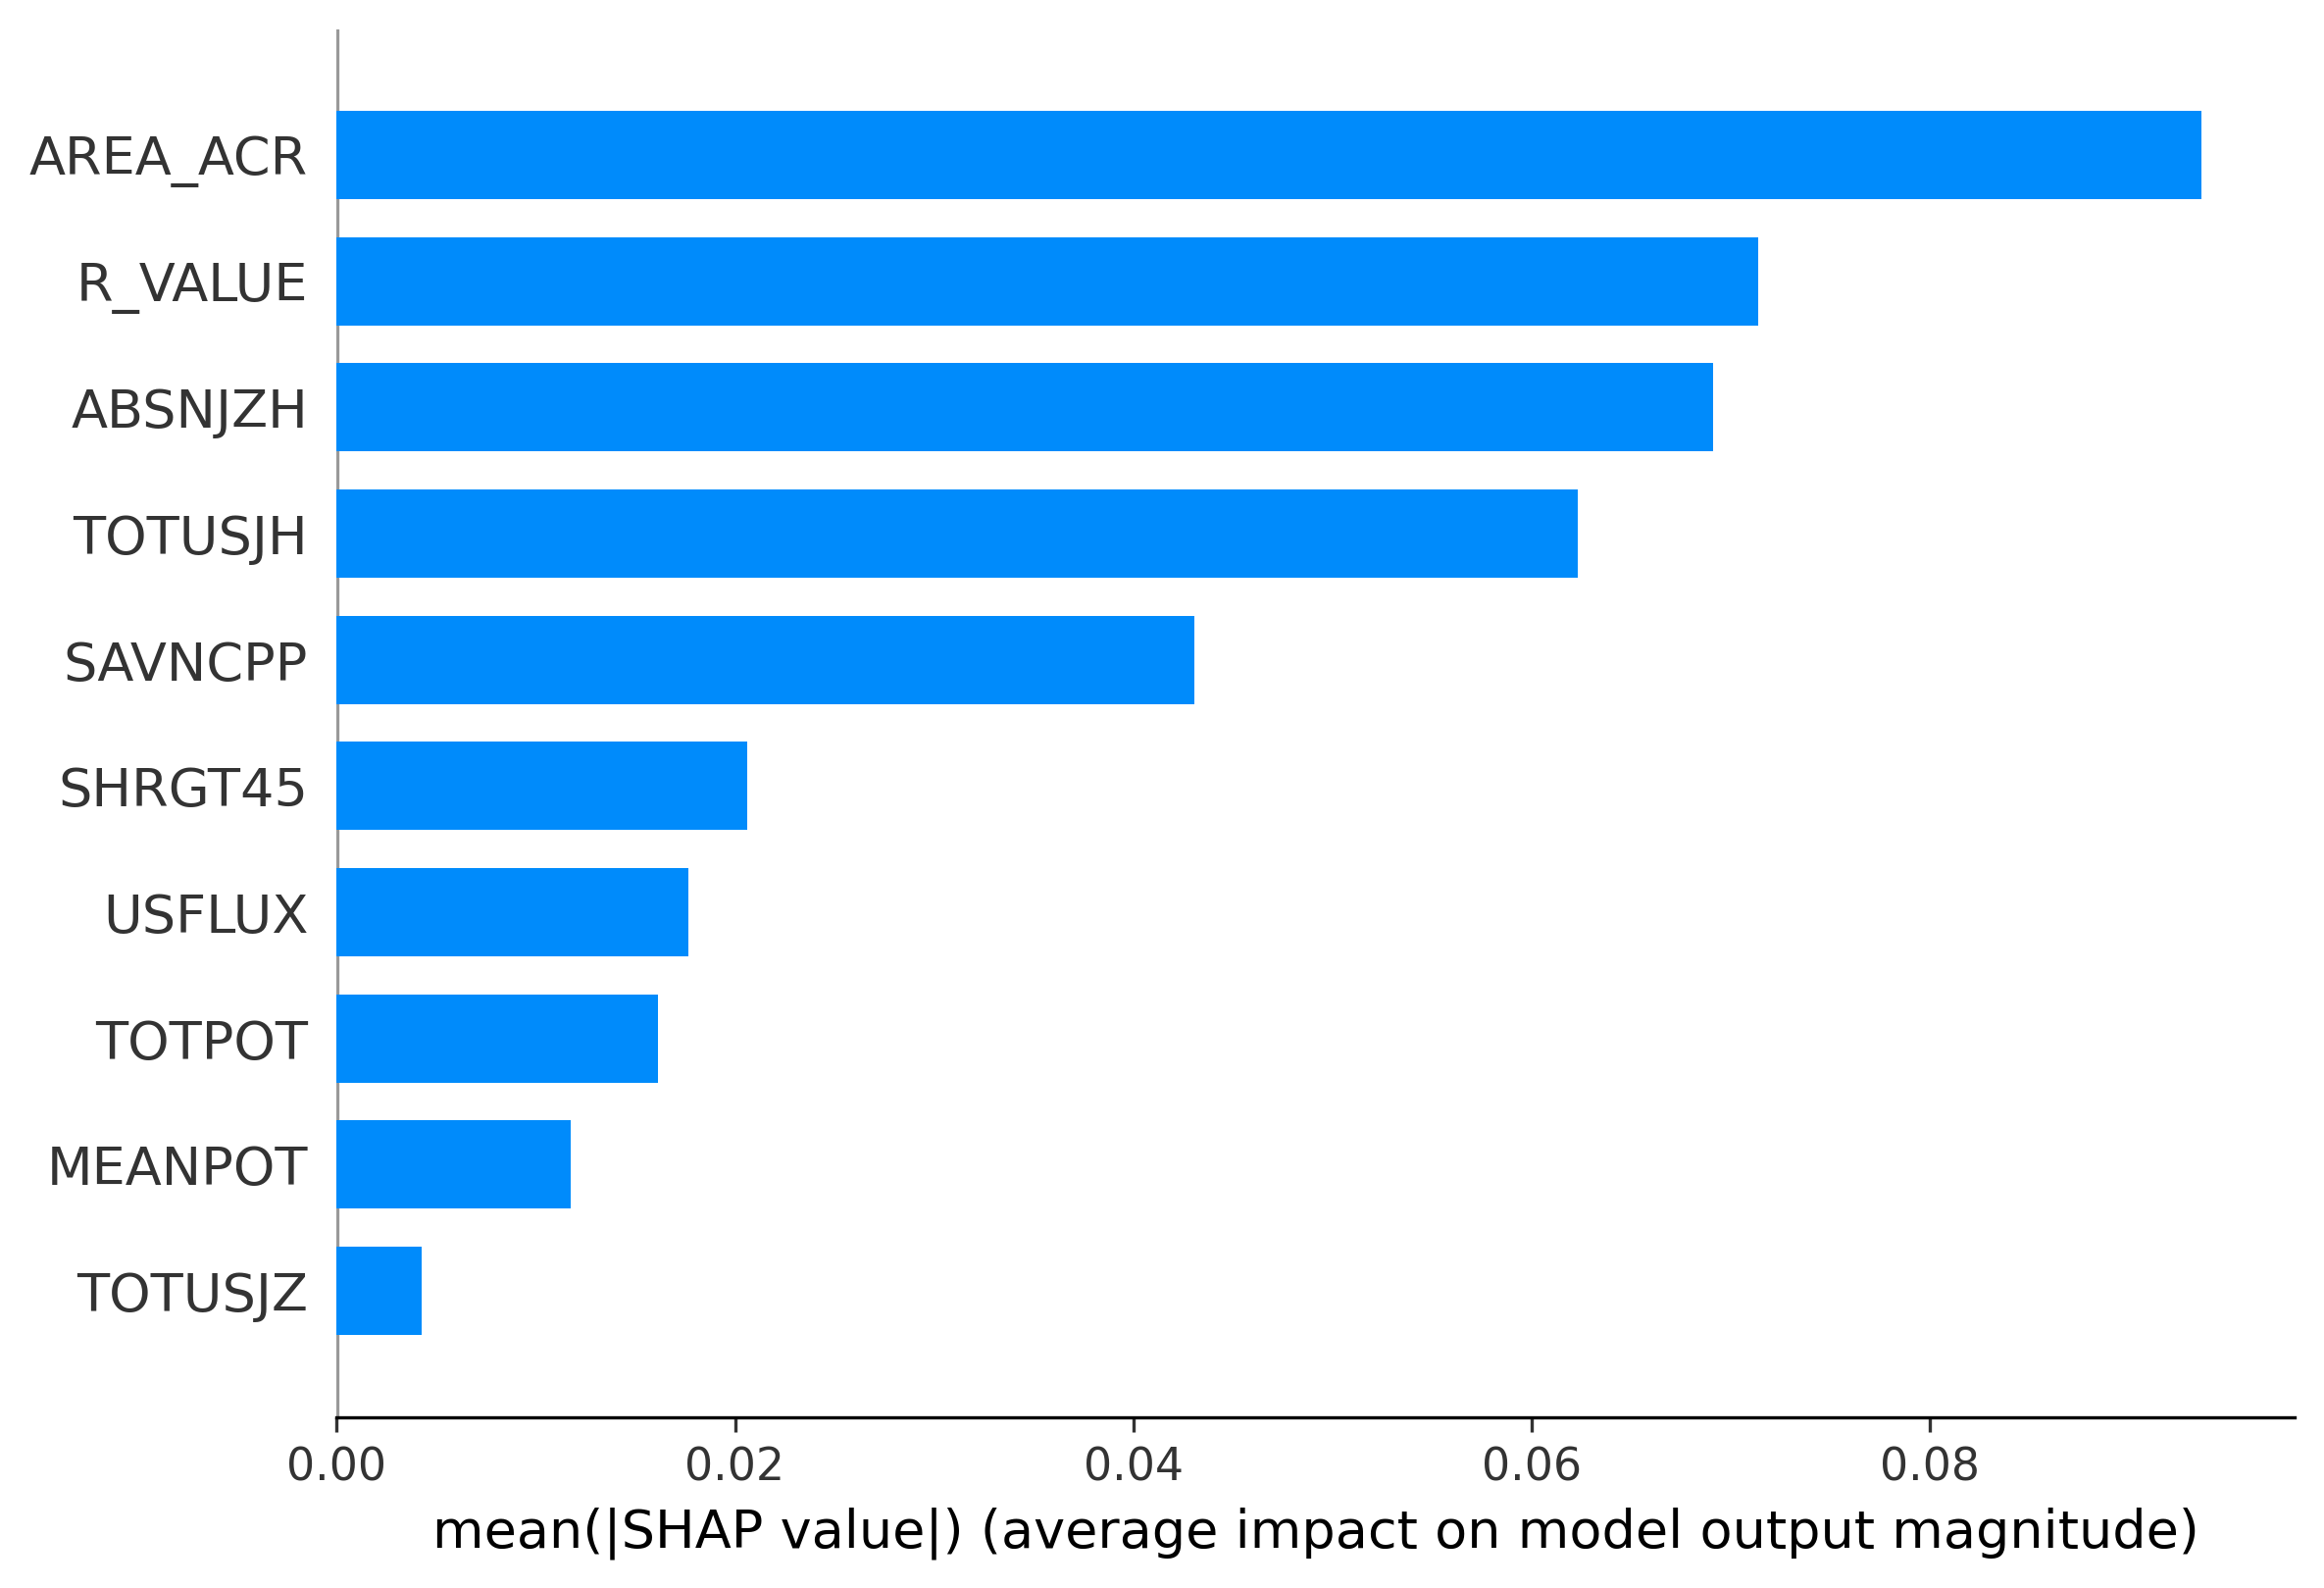 AREA_ACR
R_VALUE
ABSNJZH
TOTUSJH
SAVNCPP
SHRGT45
USFLUX
TOTPOT
MEANPOT
TOTUSJZ
0.00 0.02 0.04 0.06 0.08
mean(|SHAP value|) (average impact on model output magnitude)